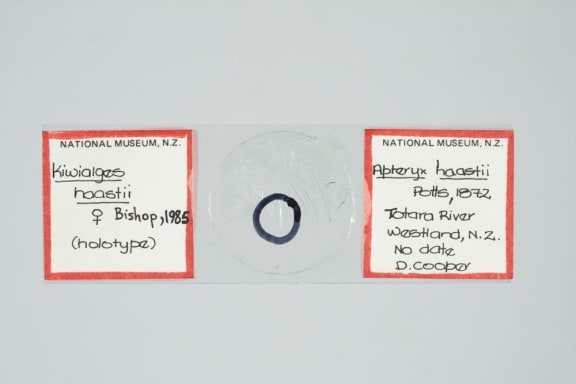 NATIONAL MUSEUM, N.Z.
Kiwialges
haastii
♀ Bishop, 1985
(holotype)
NATIONAL MUSEUM, N.Z.
Apteryx haastii
Potts, 1872
Totara River
Westland, N.Z.
No date
D. Cooper